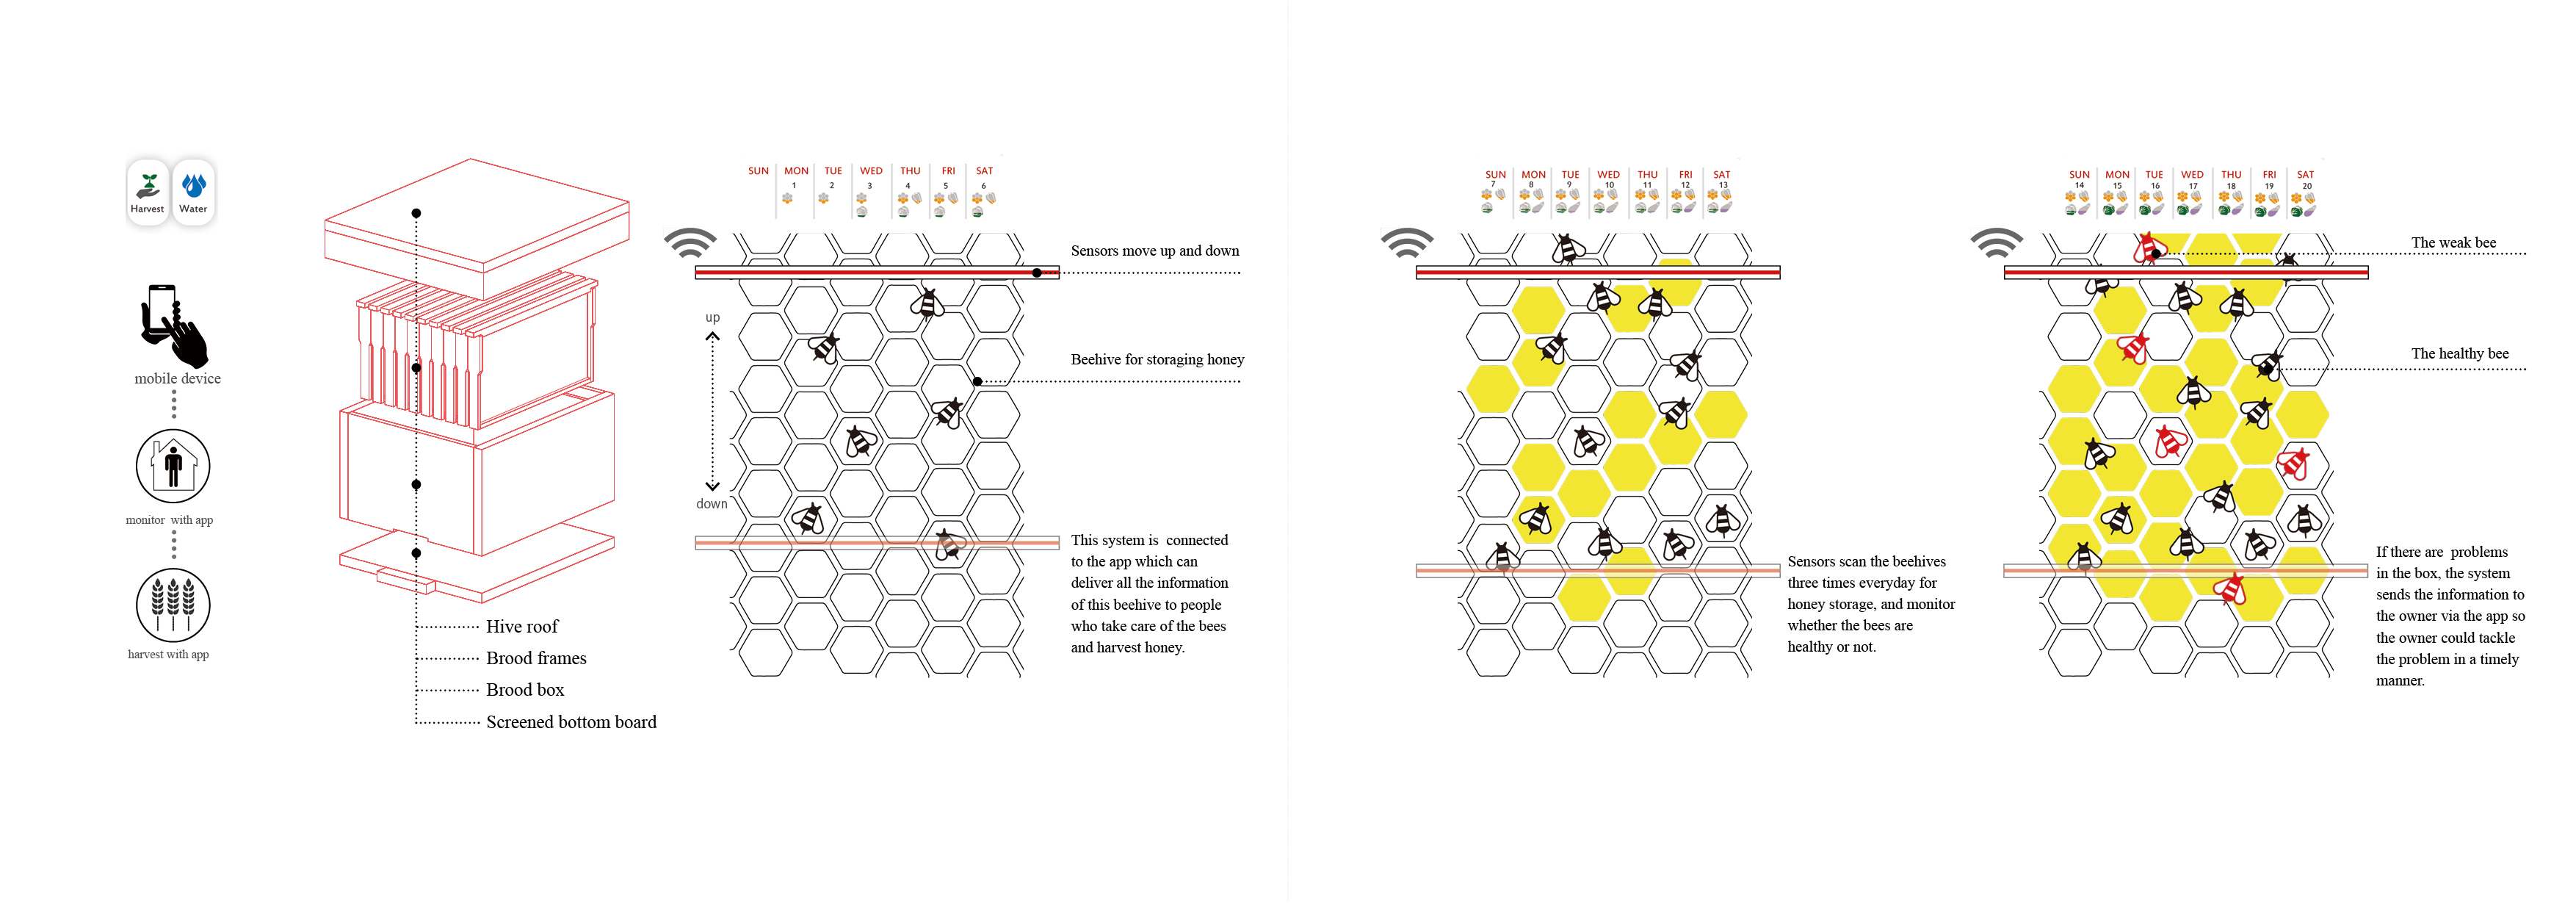 Harvest
Water
mobile device
monitor with app
harvest with app
Hive roof
Brood frames
Brood box
Screened bottom board
SUN MON TUE WED THU FRI SAT
1 2 3 4 5 6
up
down
Sensors move up and down
Beehive for storaging honey
This system is connected
to the app which can
deliver all the information
of this beehive to people
who take care of the bees
and harvest honey.
SUN MON TUE WED THU FRI SAT
7 8 9 10 11 12 13
Sensors scan the beehives
three times everyday for
honey storage, and monitor
whether the bees are
healthy or not.
SUN MON TUE WED THU FRI SAT
14 15 16 17 18 19 20
The weak bee
The healthy bee
If there are problems
in the box, the system
sends the information to
the owner via the app so
the owner could tackle
the problem in a timely
manner.